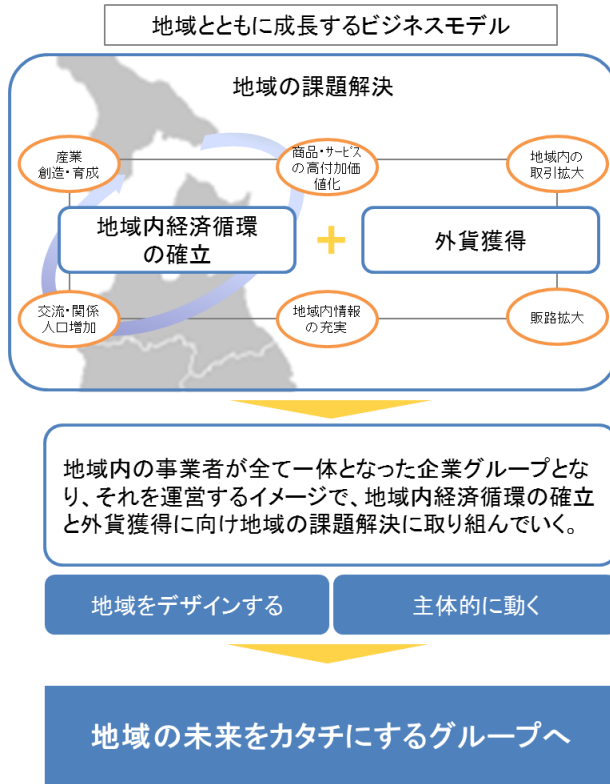 地域とともに成長するビジネスモデル
地域の課題解決
産業
創造・育成
商品・サービス
の高付加価
値化
地域内の
取引拡大
地域内経済循環
の確立
+
外貨獲得
交流・関係
人口増加
地域内情報
の充実
販路拡大
地域内の事業者が全て一体となった企業グループとな
り、それを運営するイメージで、地域内経済循環の確立
と外貨獲得に向け地域の課題解決に取り組んでいく。
地域をデザインする
主体的に動く
地域の未来をカタチにするグループへ